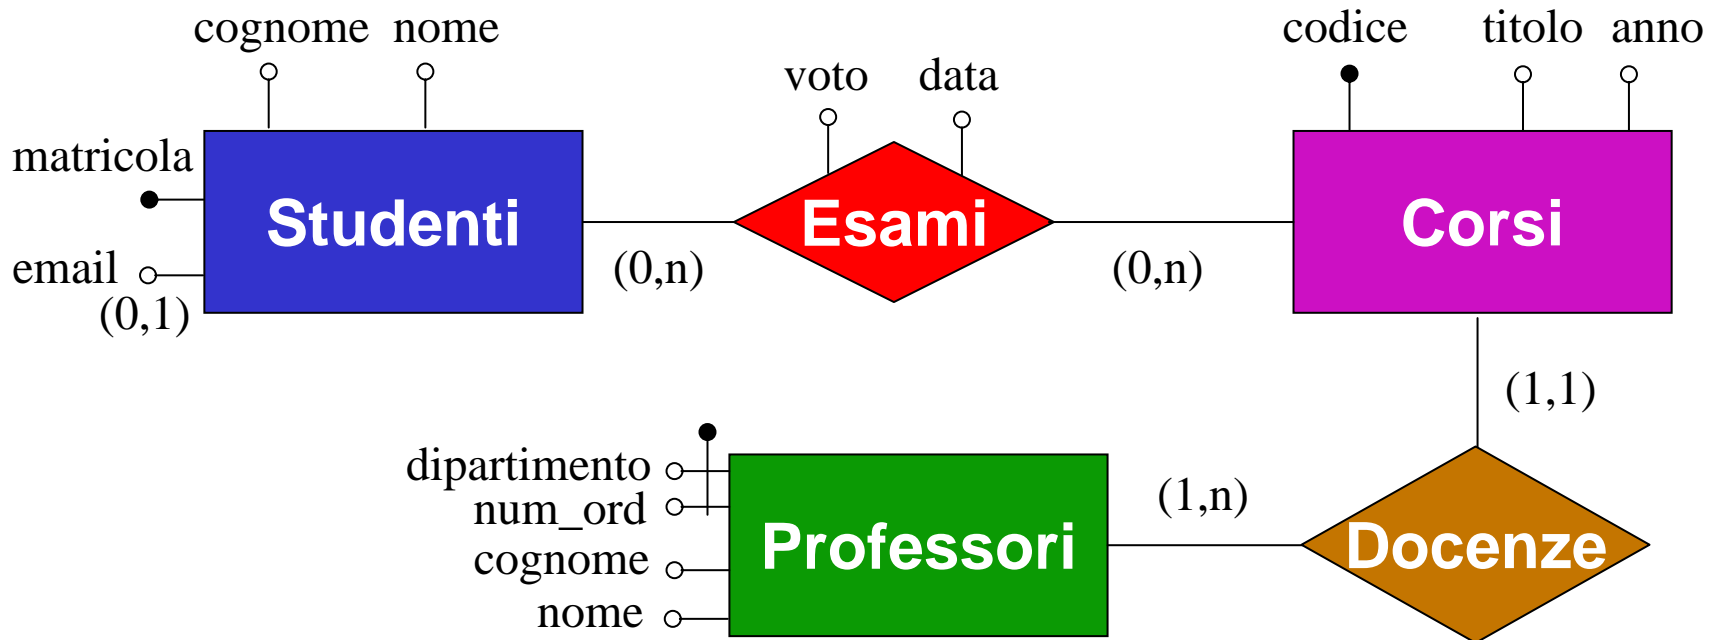 cognome nome
codice titolo anno
voto data
matricola
Studenti
Esami
Corsi
email
(0,1)
(0,n)
(0,n)
(1,1)
dipartimento
num_ord
cognome
nome
Professori
(1,n)
Docenze